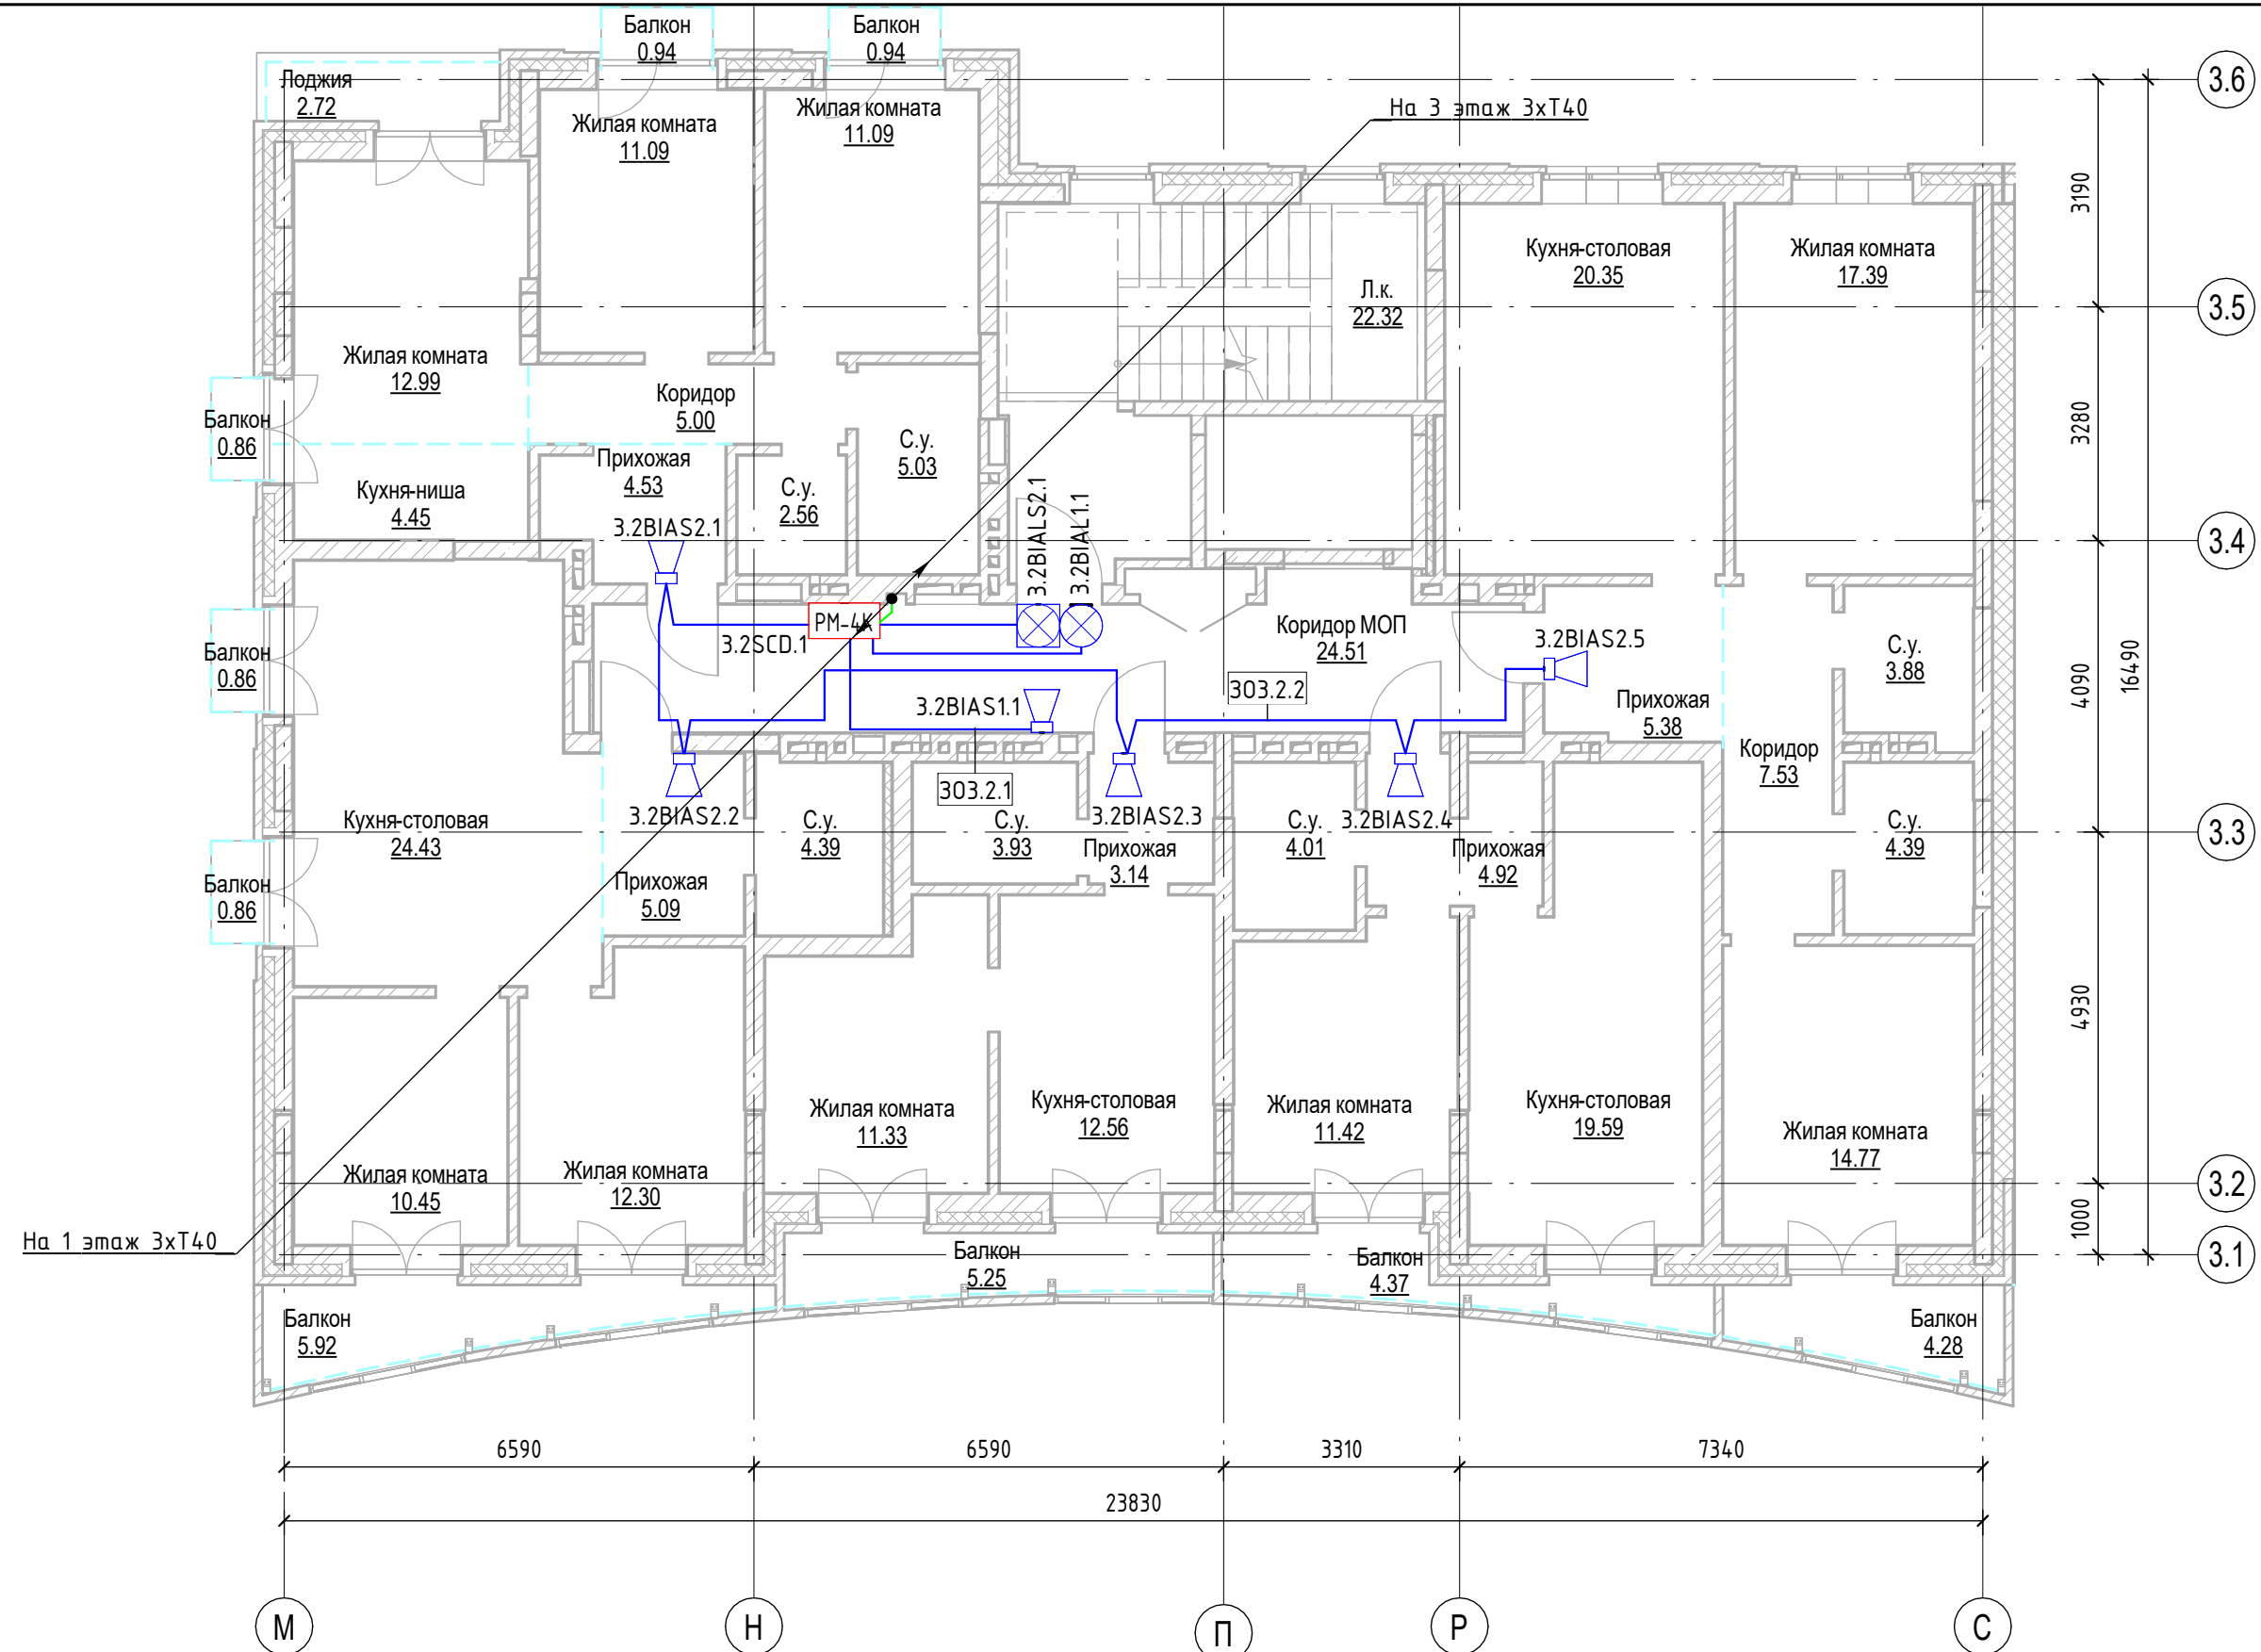 Балкон
0.94
Балкон
0.94
Лоджия
2.72
Жилая комната
11.09
Жилая комната
11.09
На 3 этаж 3хТ40
3.6
3190
Кухня-столовая
20.35
Жилая комната
17.39
Л.к.
22.32
3.5
Жилая комната
12.99
Коридор
5.00
Балкон
0.86
3280
16490
С.у.
5.03
Прихожая
4.53
Кухня-ниша
4.45
С.у.
2.56
3.2BIALS2.1
3.2BIAL1.1
3.2BIAS2.1
3.4
РМ-4К
3.2SCD.1
Коридор МОП
24.51
3.2BIAS2.5
Балкон
0.86
С.у.
3.88
4090
3.2BIAS1.1
ЗОЗ.2.2
Прихожая
5.38
Коридор
7.53
ЗОЗ.2.1
3.2BIAS2.2
3.2BIAS2.3
3.2BIAS2.4
Кухня-столовая
24.43
С.у.
4.39
С.у.
3.93
С.у.
4.01
С.у.
4.39
3.3
Прихожая
3.14
Прихожая
4.92
Балкон
0.86
Прихожая
5.09
4930
Жилая комната
11.33
Кухня-столовая
12.56
Жилая комната
11.42
Кухня-столовая
19.59
Жилая комната
14.77
Жилая комната
10.45
Жилая комната
12.30
3.2
1000
На 1 этаж 3хТ40
Балкон
5.25
Балкон
4.37
3.1
Балкон
5.92
Балкон
4.28
6590
6590
3310
7340
23830
М
Н
П
Р
С